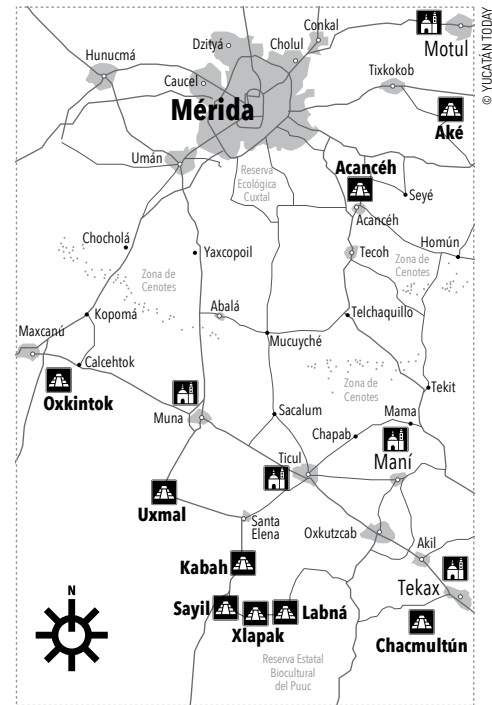 © YUCATÁN TODAY
Conkal
Motul
Dzityá
Cholul
Hunucmá
Tixkokob
Caucel
Mérida
Aké
Umán
Reserva
Ecológica
Cuxtal
Acancéh
Seyé
Acancéh
Chocholá
Yaxcopoil
Tecoh
Homún
Zona de
Cenotes
Zona de
Cenotes
Abalá
Telchaquillo
Kopomá
Maxcanú
Mucuyché
Calcehtok
Oxkintok
Zona de
Cenotes
Tekit
Muna
Sacalum
Mama
Chapab
Ticul
Maní
Uxmal
Santa
Elena
Oxkutzcab
Akil
Kabah
Tekax
Sayil
Xlapak
Labná
Chacmultún
N
Reserva Estatal
Biocultural
del Puuc